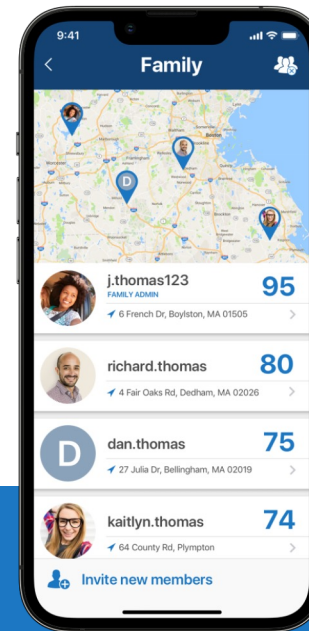 9:41
Family
Worcester
Framingham
D
j.thomas123
95
FAMILY ADMIN
6 French Dr, Boylston, MA 01505
richard.thomas
80
4 Fair Oaks Rd, Dedham, MA 02026
D
dan.thomas
75
27 Julia Dr, Bellingham, MA 02019
kaitlyn.thomas
74
64 County Rd, Plympton
Invite new members